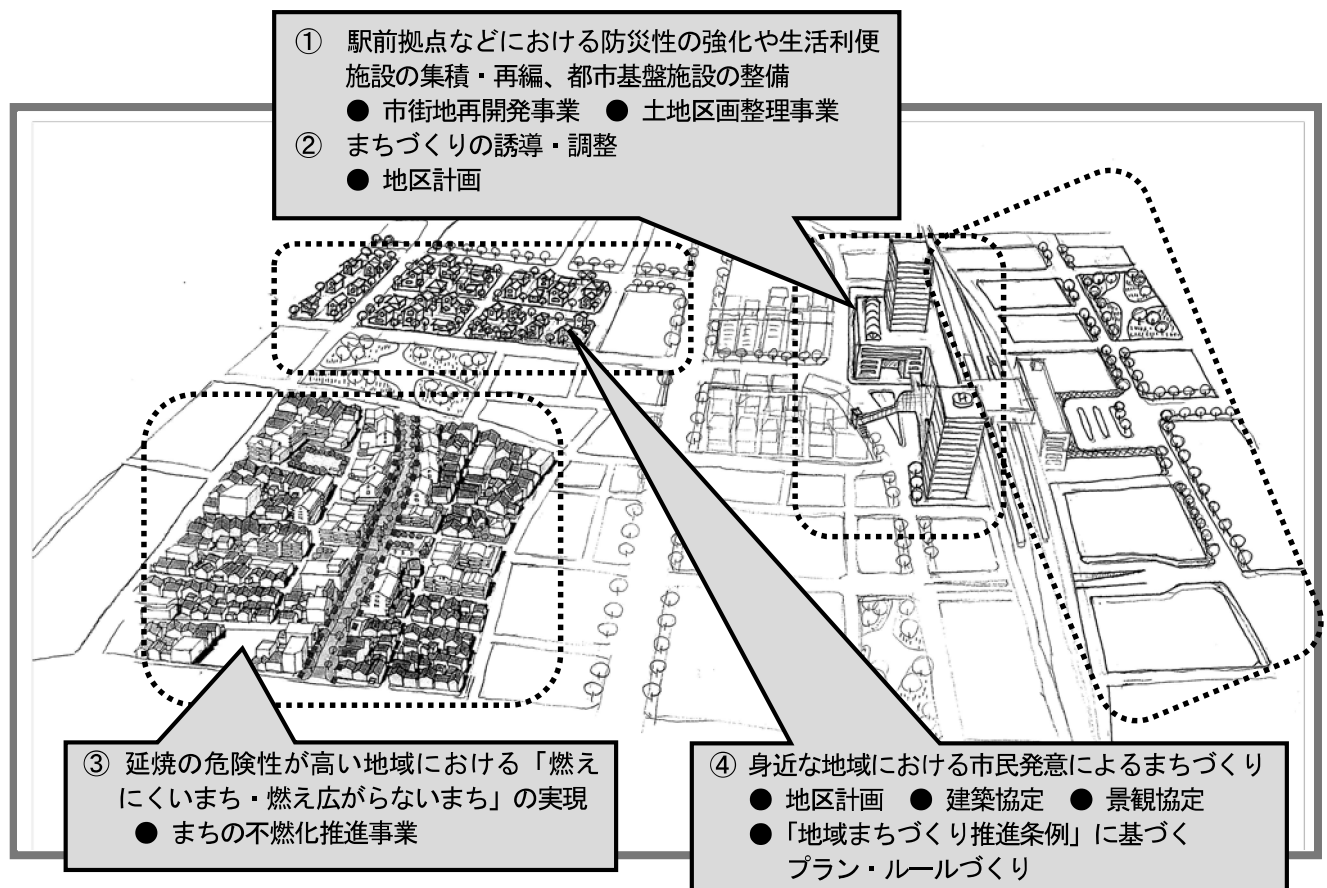 ① 駅前拠点などにおける防災性の強化や生活利便
施設の集積・再編、都市基盤施設の整備
● 市街地再開発事業 ● 土地区画整理事業
② まちづくりの誘導・調整
● 地区計画
③ 延焼の危険性が高い地域における「燃え
にくいまち・燃え広がらないまち」の実現
● まちの不燃化推進事業
④ 身近な地域における市民発意によるまちづくり
● 地区計画 ● 建築協定 ● 景観協定
● 「地域まちづくり推進条例」に基づく
プラン・ルールづくり